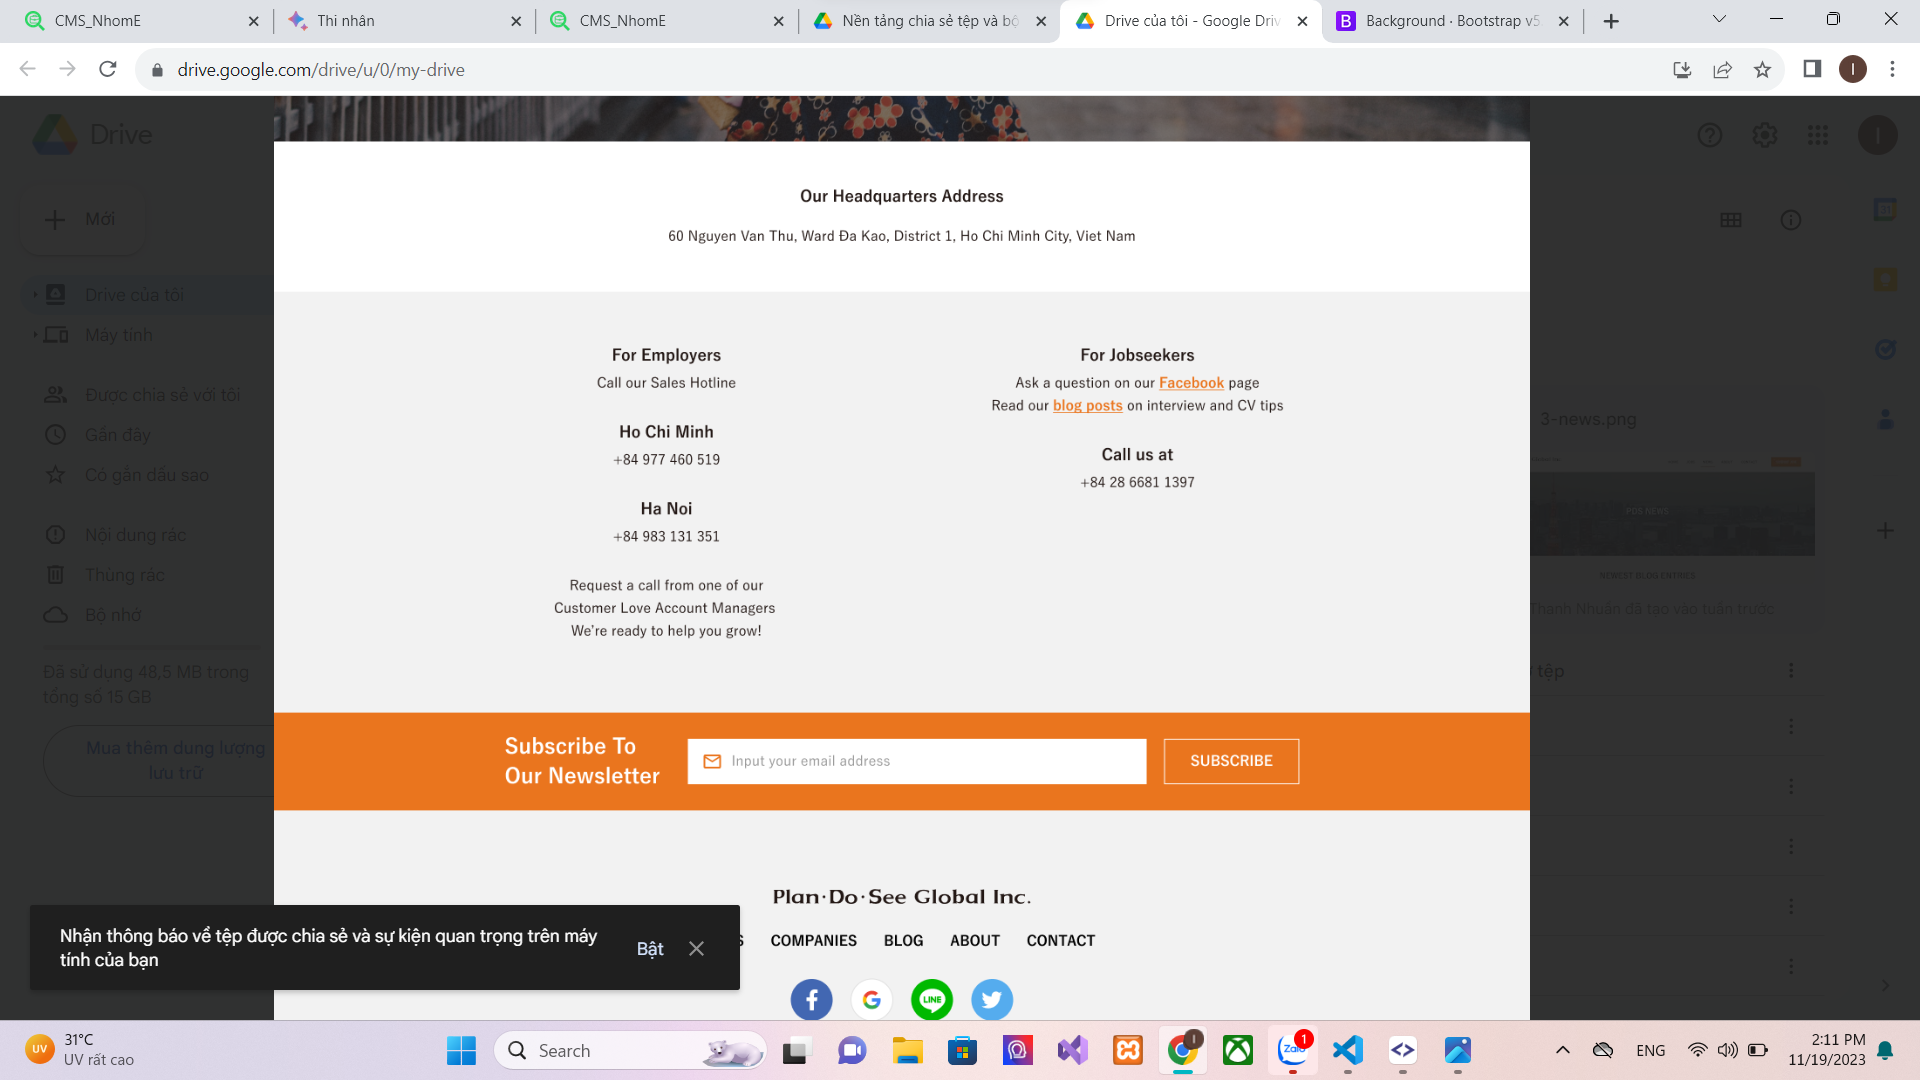 CMS_NhomE
Thi nhân
CMS_NhomE
Nền tảng chia sẻ tệp và bộ
Drive của tôi - Google Driv
Background · Bootstrap v5
drive.google.com/drive/u/0/my-drive
Drive
Mới
Drive của tôi
Máy tính
Được chia sẻ với tôi
Gần đây
Có gắn dấu sao
Nội dung rác
Thùng rác
Bộ nhớ
Đã sử dụng 48,5 MB trong
tổng số 15 GB
Mua thêm dung lượng
lưu trữ
Our Headquarters Address
60 Nguyen Van Thu, Ward Đa Kao, District 1, Ho Chi Minh City, Viet Nam
For Employers
Call our Sales Hotline
Ho Chi Minh
+84 977 460 519
Ha Noi
+84 983 131 351
Request a call from one of our
Customer Love Account Managers
We're ready to help you grow!
For Jobseekers
Ask a question on our Facebook page
Read our blog posts on interview and CV tips
Call us at
+84 28 6681 1397
3-news.png
PDS NEWS
NEWEST BLOG ENTRIES
Thanh Nhuần đã tạo vào tuần trước
tệp
Subscribe To
Our Newsletter
Input your email address
SUBSCRIBE
Plan·Do·See Global Inc.
S COMPANIES BLOG ABOUT CONTACT
LINE
Nhận thông báo về tệp được chia sẻ và sự kiện quan trọng trên máy
tính của bạn
Bật
UV
31°C
UV rất cao
Search
Zalo
1
ENG
2:11 PM
11/19/2023